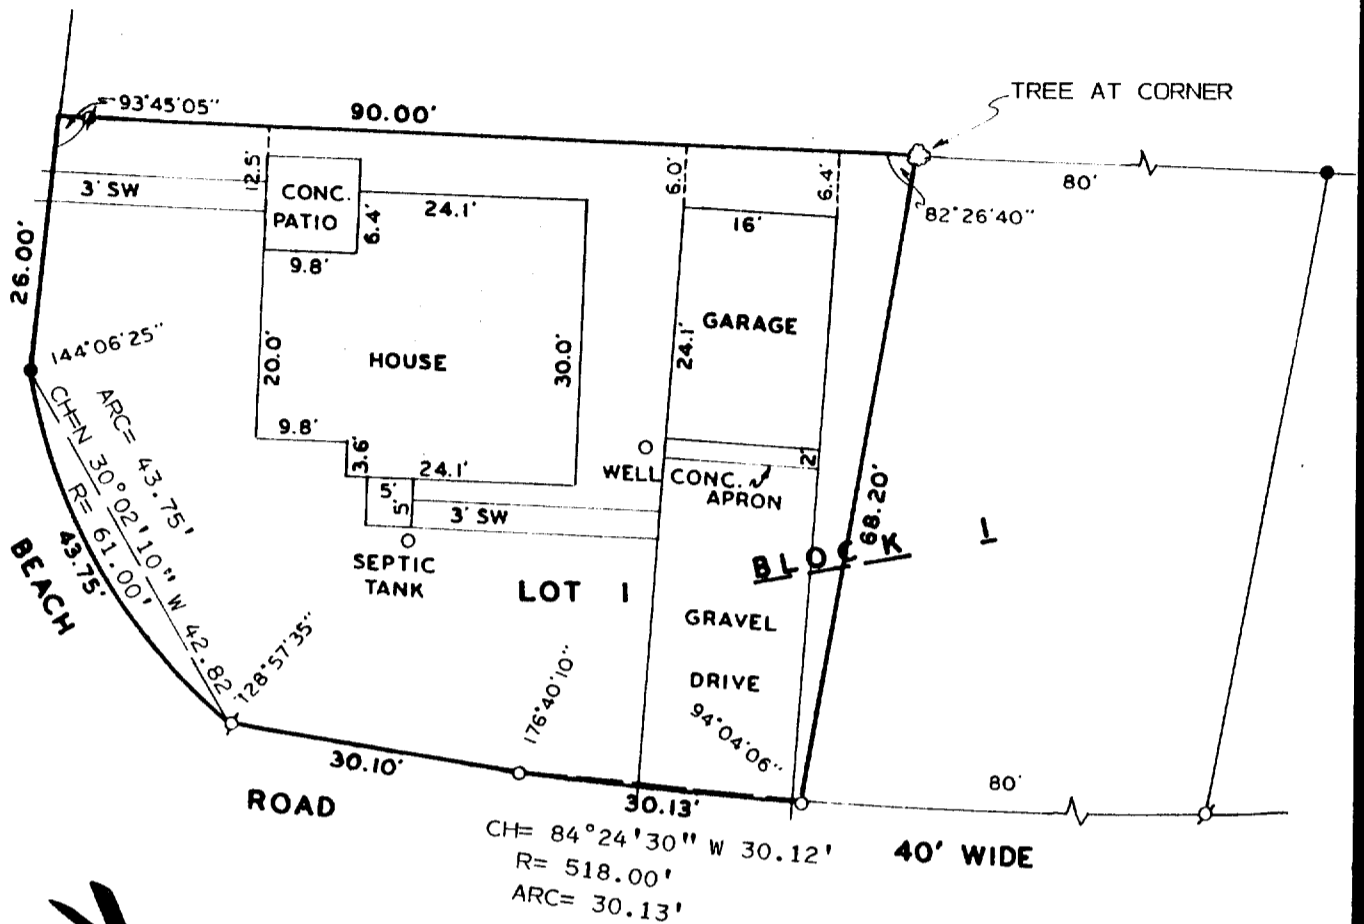 TREE AT CORNER
93°45'05"
90.00'
80'
82°26'40"
12.5'
6.0'
6.4'
3' SW
CONC.
PATIO
6.4'
24.1'
16'
9.8'
26.00'
GARAGE
144°06'25"
20.0'
HOUSE
30.0'
24.1'
9.8'
3.6'
24.1'
WELL
CONC.
APRON
2'
5'
5'
3' SW
SEPTIC
TANK
LOT 1
68.20'
BLOCK 1
ARC= 43.75'
CH=N 30°02'10" W 42.82
R= 61.00'
43.75'
BEACH
128°57'35"
176°40'10"
GRAVEL
DRIVE
94°04'06"
30.10'
ROAD
30.13'
80'
CH= 84°24'30" W 30.12'
R= 518.00'
ARC= 30.13'
40' WIDE